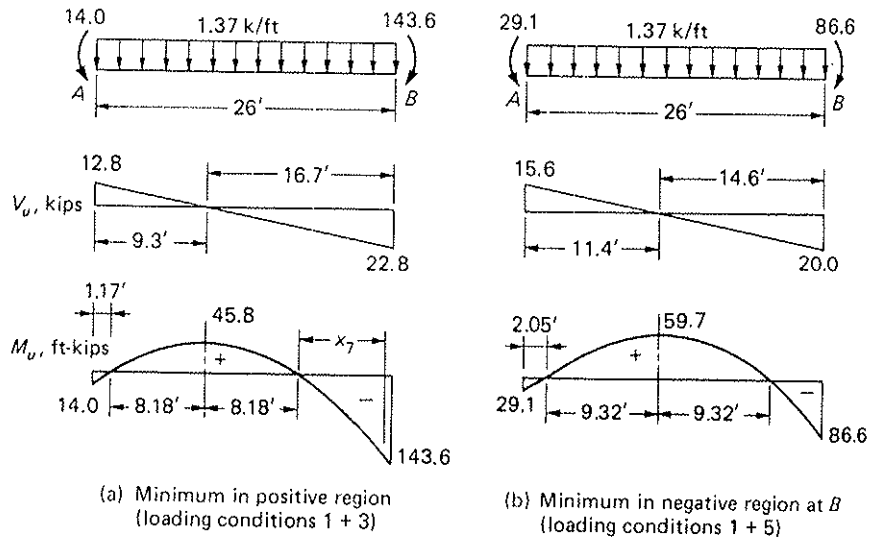 14.0 1.37 k/ft 143.6
A 26′ B
12.8
16.7′
V_u, kips
9.3′
22.8
1.17′
45.8
x₇
M_u, ft-kips
+
−
14.0 8.18′ 8.18′
143.6
(a) Minimum in positive region
(loading conditions 1 + 3)
29.1 1.37 k/ft 86.6
A 26′ B
15.6
14.6′
11.4′
20.0
2.05′
59.7
+
−
29.1 9.32′ 9.32′
86.6
(b) Minimum in negative region at B
(loading conditions 1 + 5)